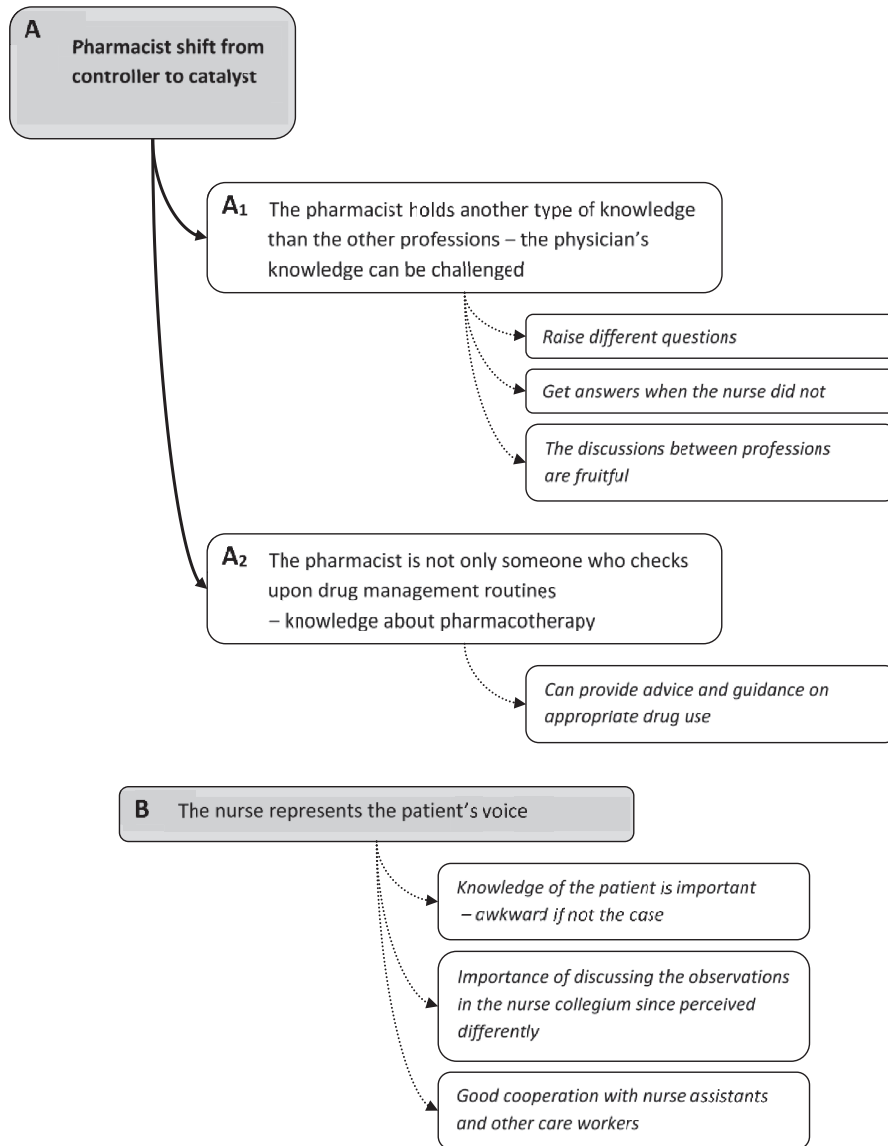 A
Pharmacist shift from
controller to catalyst
A1 The pharmacist holds another type of knowledge
than the other professions – the physician's
knowledge can be challenged
Raise different questions
Get answers when the nurse did not
The discussions between professions
are fruitful
A2 The pharmacist is not only someone who checks
upon drug management routines
– knowledge about pharmacotherapy
Can provide advice and guidance on
appropriate drug use
B The nurse represents the patient's voice
Knowledge of the patient is important
– awkward if not the case
Importance of discussing the observations
in the nurse collegium since perceived
differently
Good cooperation with nurse assistants
and other care workers